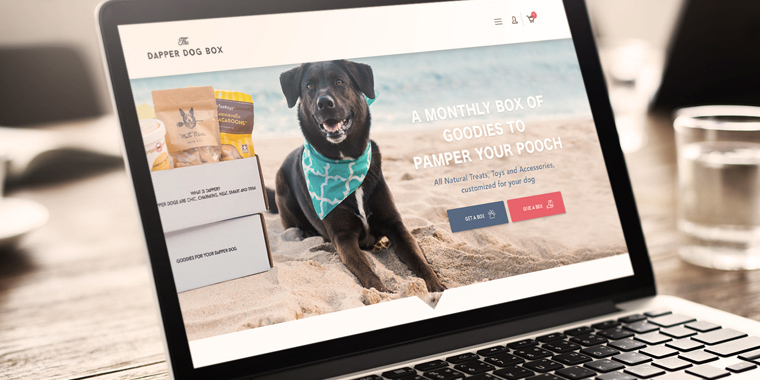 The
DAPPER DOG BOX
A MONTHLY BOX OF
GOODIES TO
PAMPER YOUR POOCH
All Natural Treats, Toys and Accessories,
customized for your dog
GET A BOX
GIVE A BOX
WHAT IS DAPPER?
DAPPER DOGS ARE CHIC, CHARMING, NEAT, SMART AND TRIM
GOODIES FOR YOUR DAPPER DOG